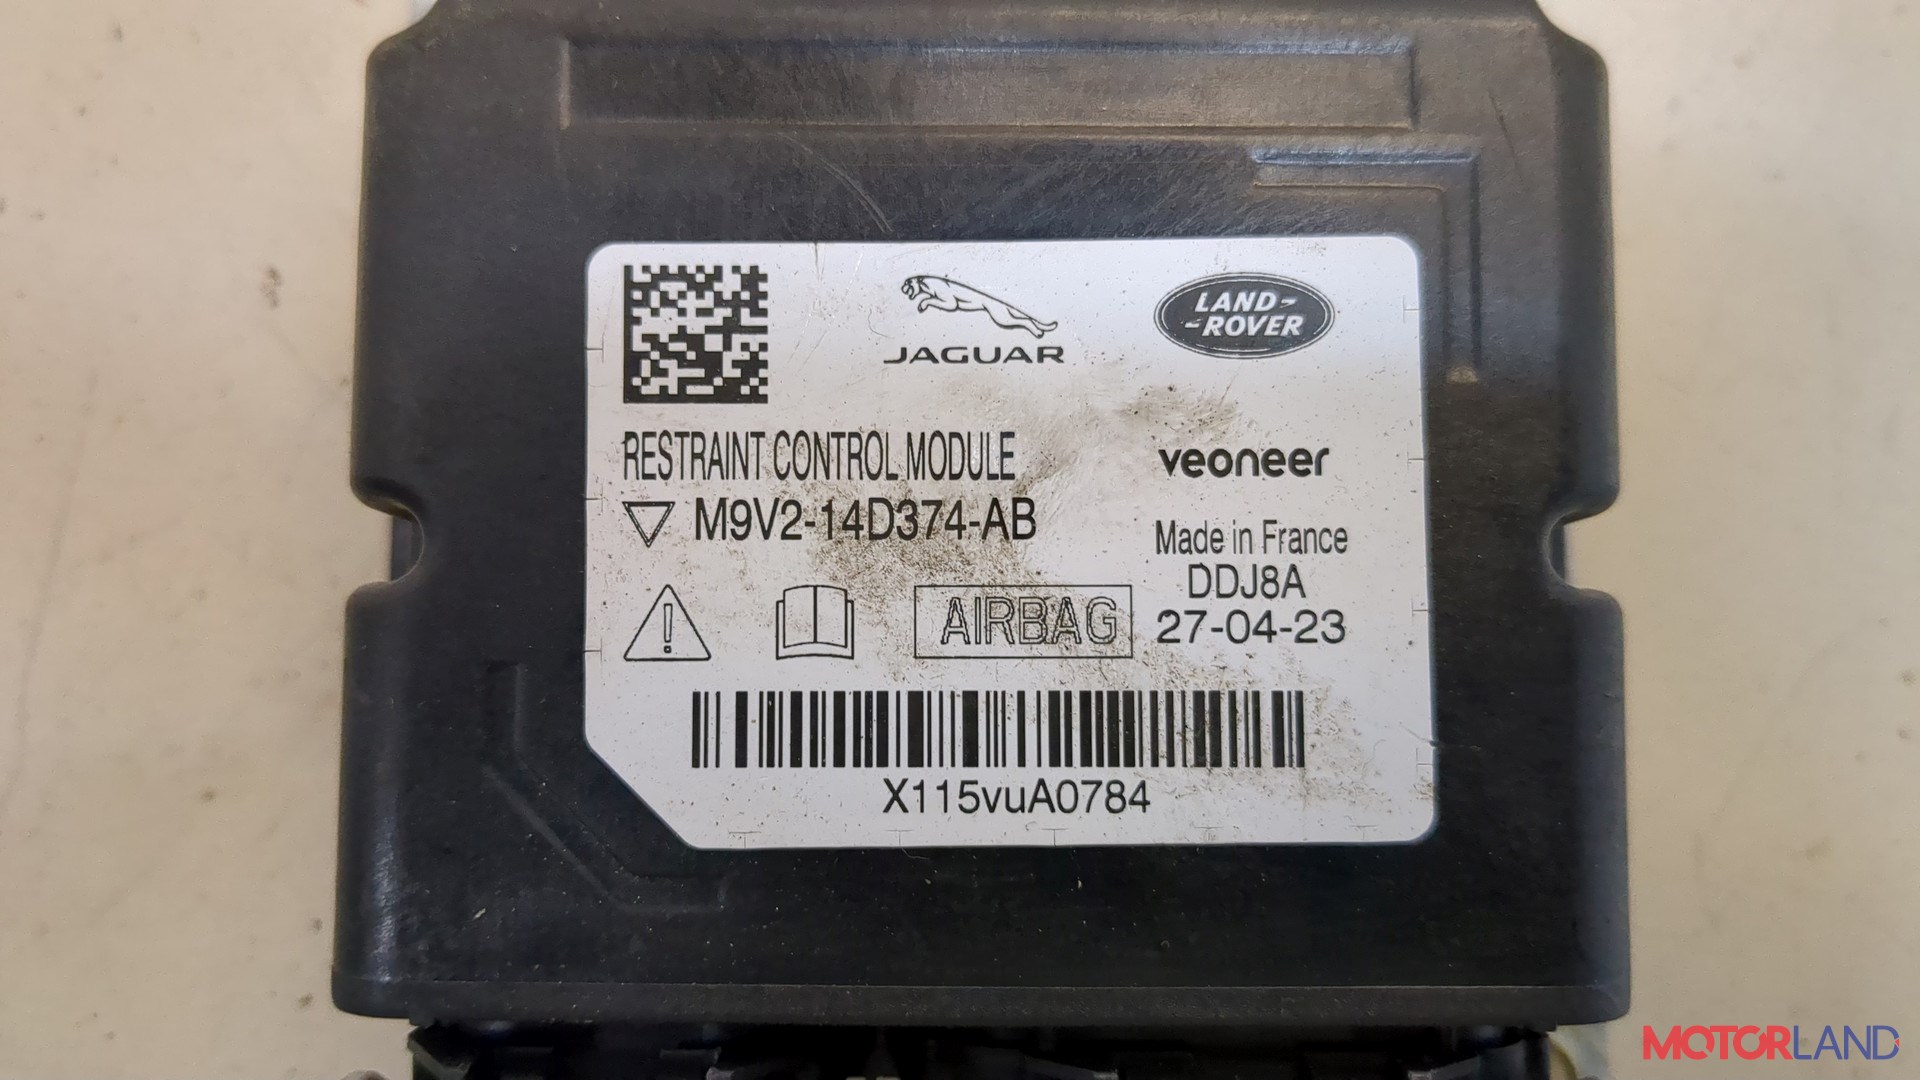 JAGUAR
LAND-
-ROVER
RESTRAINT CONTROL MODULE
veoneer
M9V2-14D374-AB
Made in France
DDJ8A
27-04-23
AIRBAG
X115vuA0784
MOTORLAND